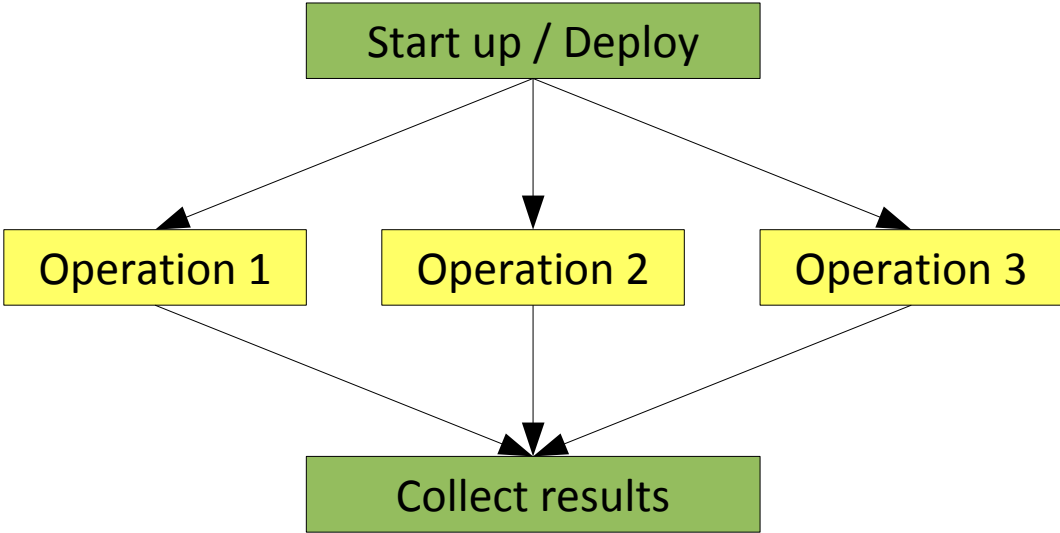 Start up / Deploy
Operation 1
Operation 2
Operation 3
Collect results